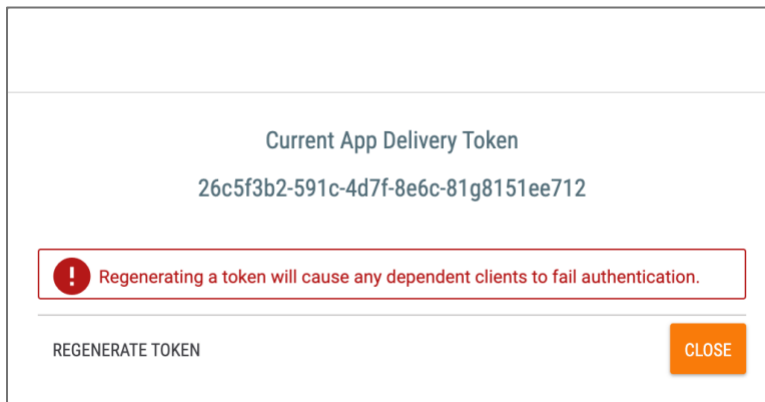 Current App Delivery Token
26c5f3b2-591c-4d7f-8e6c-81g8151ee712
! Regenerating a token will cause any dependent clients to fail authentication.
REGENERATE TOKEN
CLOSE